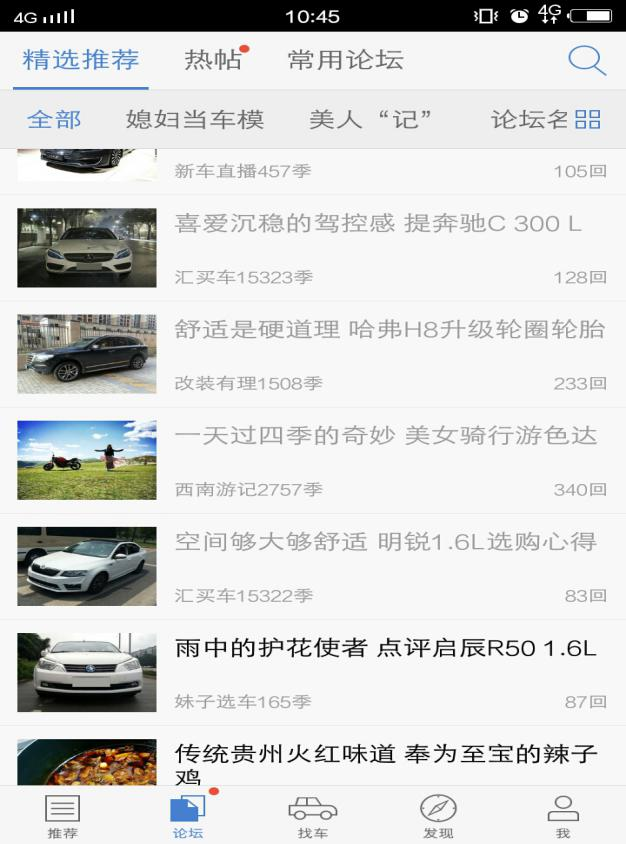 4G 10:45 4G
精选推荐 热帖 常用论坛
全部 媳妇当车模 美人“记” 论坛名
新车直播457季 105回
喜爱沉稳的驾控感 提奔驰C 300 L
汇买车15323季 128回
舒适是硬道理 哈弗H8升级轮圈轮胎
改装有理1508季 233回
一天过四季的奇妙 美女骑行游色达
西南游记2757季 340回
空间够大够舒适 明锐1.6L选购心得
汇买车15322季 83回
雨中的护花使者 点评启辰R50 1.6L
妹子选车165季 87回
传统贵州火红味道 奉为至宝的辣子
鸡
推荐 论坛 找车 发现 我